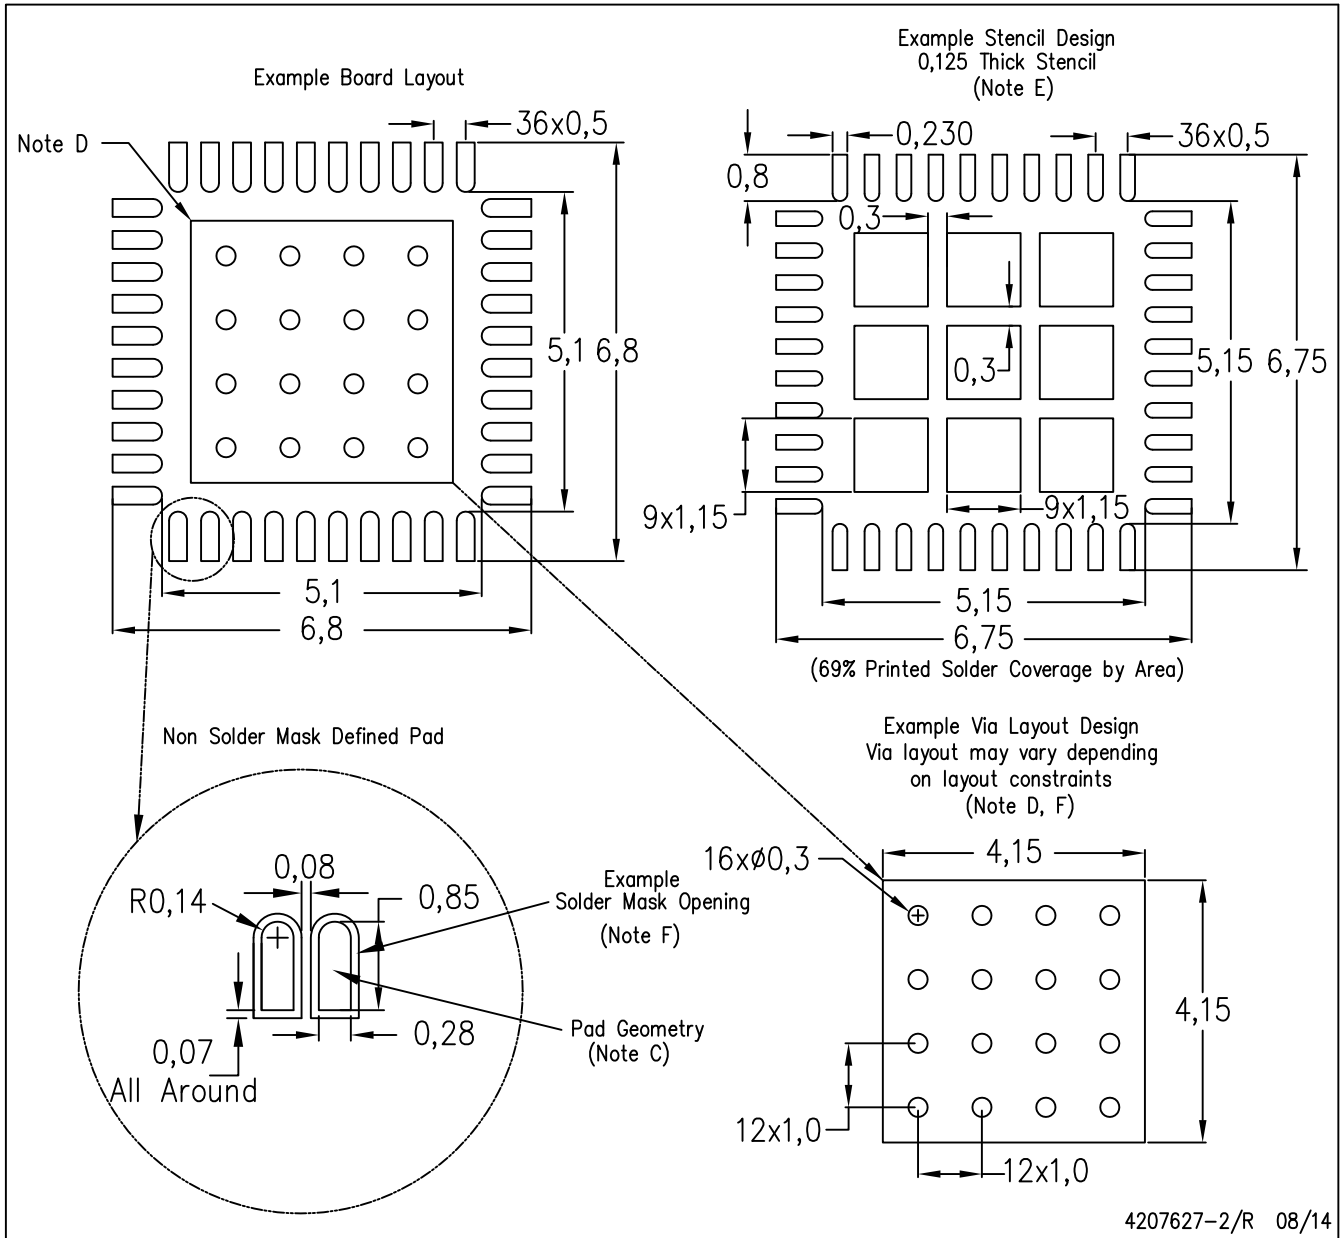 Example Board Layout
Note D
36x0,5
5,1
6,8
5,1
6,8
Example Stencil Design
0,125 Thick Stencil
(Note E)
0,230
36x0,5
0,8
0,3
0,3
5,15
6,75
9x1,15
9x1,15
5,15
6,75
(69% Printed Solder Coverage by Area)
Non Solder Mask Defined Pad
0,08
R0,14
0,85
Example
Solder Mask Opening
(Note F)
0,28
Pad Geometry
(Note C)
0,07
All Around
Example Via Layout Design
Via layout may vary depending
on layout constraints
(Note D, F)
16xø0,3
4,15
4,15
12x1,0
12x1,0
4207627-2/R 08/14